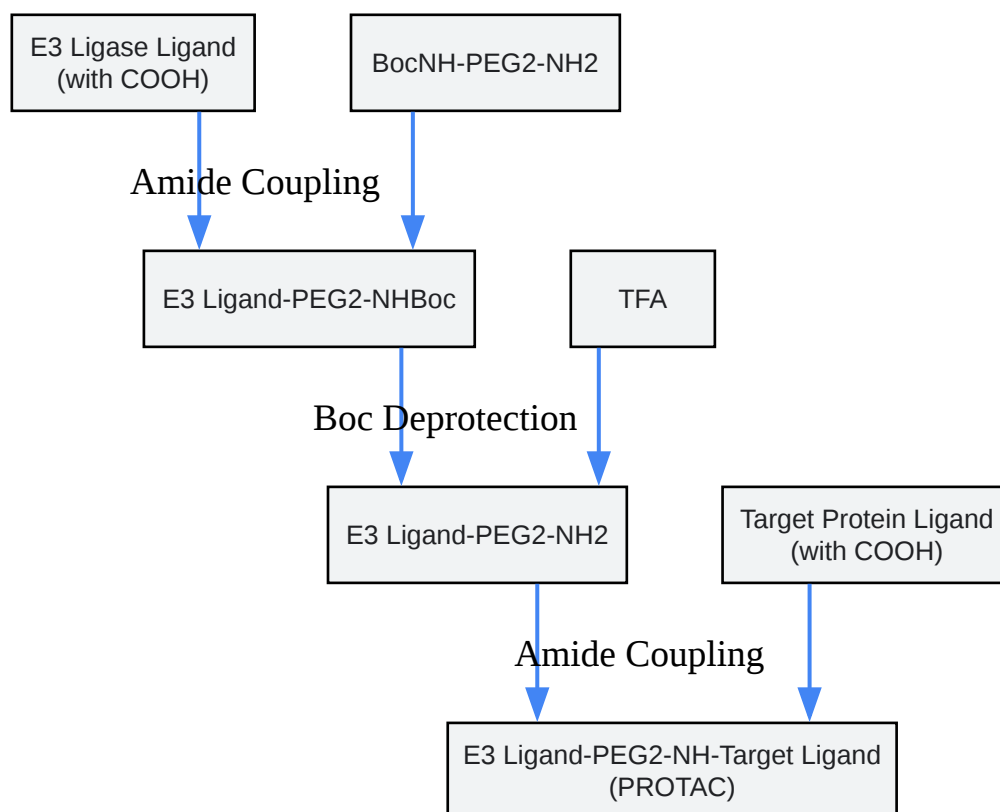 E3 Ligase Ligand
(with COOH)
BocNH-PEG2-NH2
Amide Coupling
E3 Ligand-PEG2-NHBoc
TFA
Boc Deprotection
E3 Ligand-PEG2-NH2
Target Protein Ligand
(with COOH)
Amide Coupling
E3 Ligand-PEG2-NH-Target Ligand
(PROTAC)